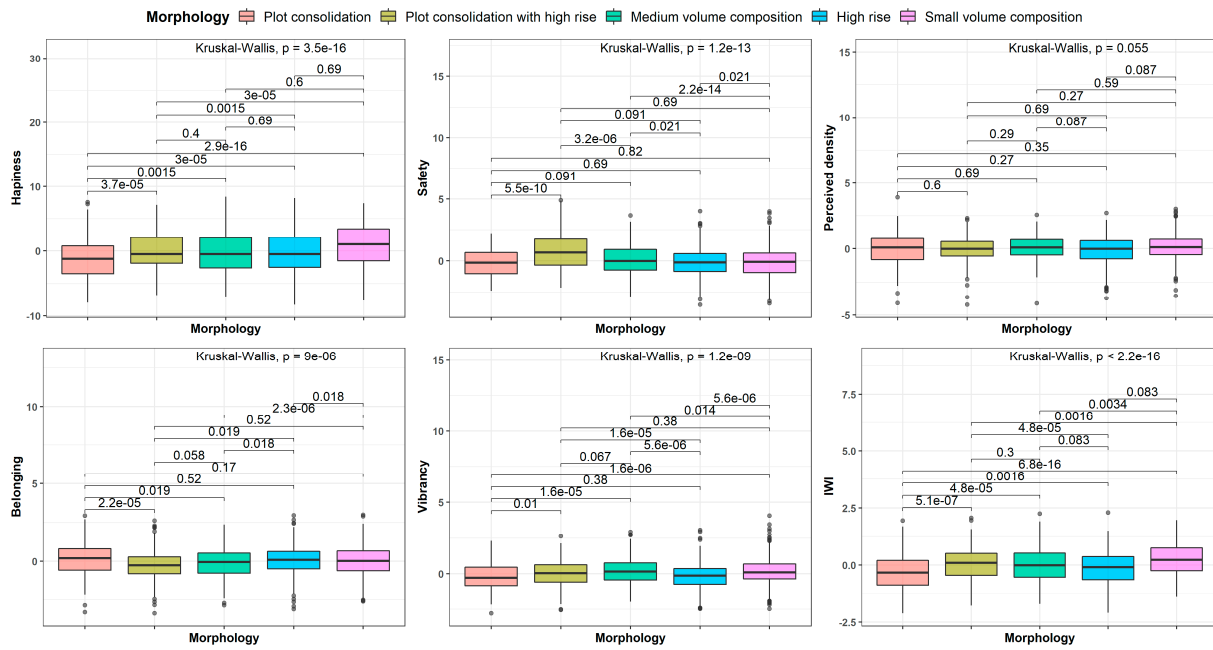 Morphology Plot consolidation Plot consolidation with high rise Medium volume composition High rise Small volume composition
Kruskal-Wallis, p = 3.5e-16
0.69
0.6
3e-05
0.0015
0.69
0.4
2.9e-16
3e-05
0.0015
3.7e-05
30
20
10
0
-10
Hapiness
Morphology
Kruskal-Wallis, p = 1.2e-13
0.021
2.2e-14
0.69
0.091
0.021
3.2e-06
0.82
0.69
0.091
5.5e-10
15
10
5
0
Safety
Morphology
Kruskal-Wallis, p = 0.055
0.087
0.59
0.27
0.69
0.087
0.29
0.35
0.27
0.69
0.6
15
10
5
0
-5
Perceived density
Morphology
Kruskal-Wallis, p = 9e-06
0.018
2.3e-06
0.52
0.019
0.018
0.058
0.17
0.52
0.019
2.2e-05
10
5
0
Belonging
Morphology
Kruskal-Wallis, p = 1.2e-09
5.6e-06
0.014
0.38
1.6e-05
5.6e-06
0.067
1.6e-06
0.38
1.6e-05
0.01
15
10
5
0
Vibrancy
Morphology
Kruskal-Wallis, p < 2.2e-16
0.083
0.0034
0.0016
4.8e-05
0.083
0.3
6.8e-16
0.0016
4.8e-05
5.1e-07
7.5
5.0
2.5
0.0
-2.5
IWI
Morphology